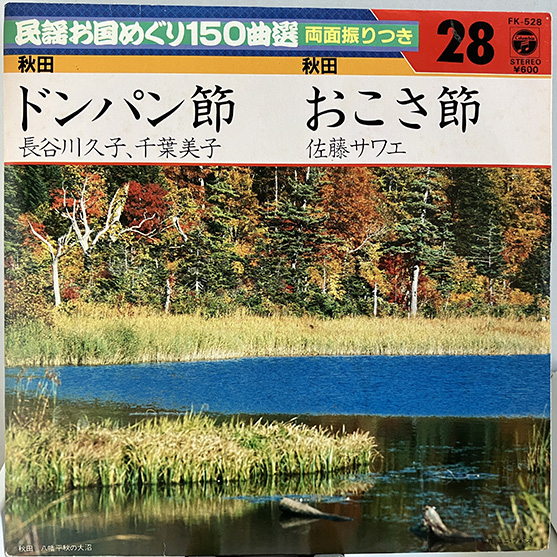 民謡お国めぐり150曲選 両面振りつき
28
FK-528
Columbia
STEREO
¥600
秋田
ドンパン節
長谷川久子、千葉美子
秋田
おこさ節
佐藤サワエ
秋田 八幡平秋の大沼